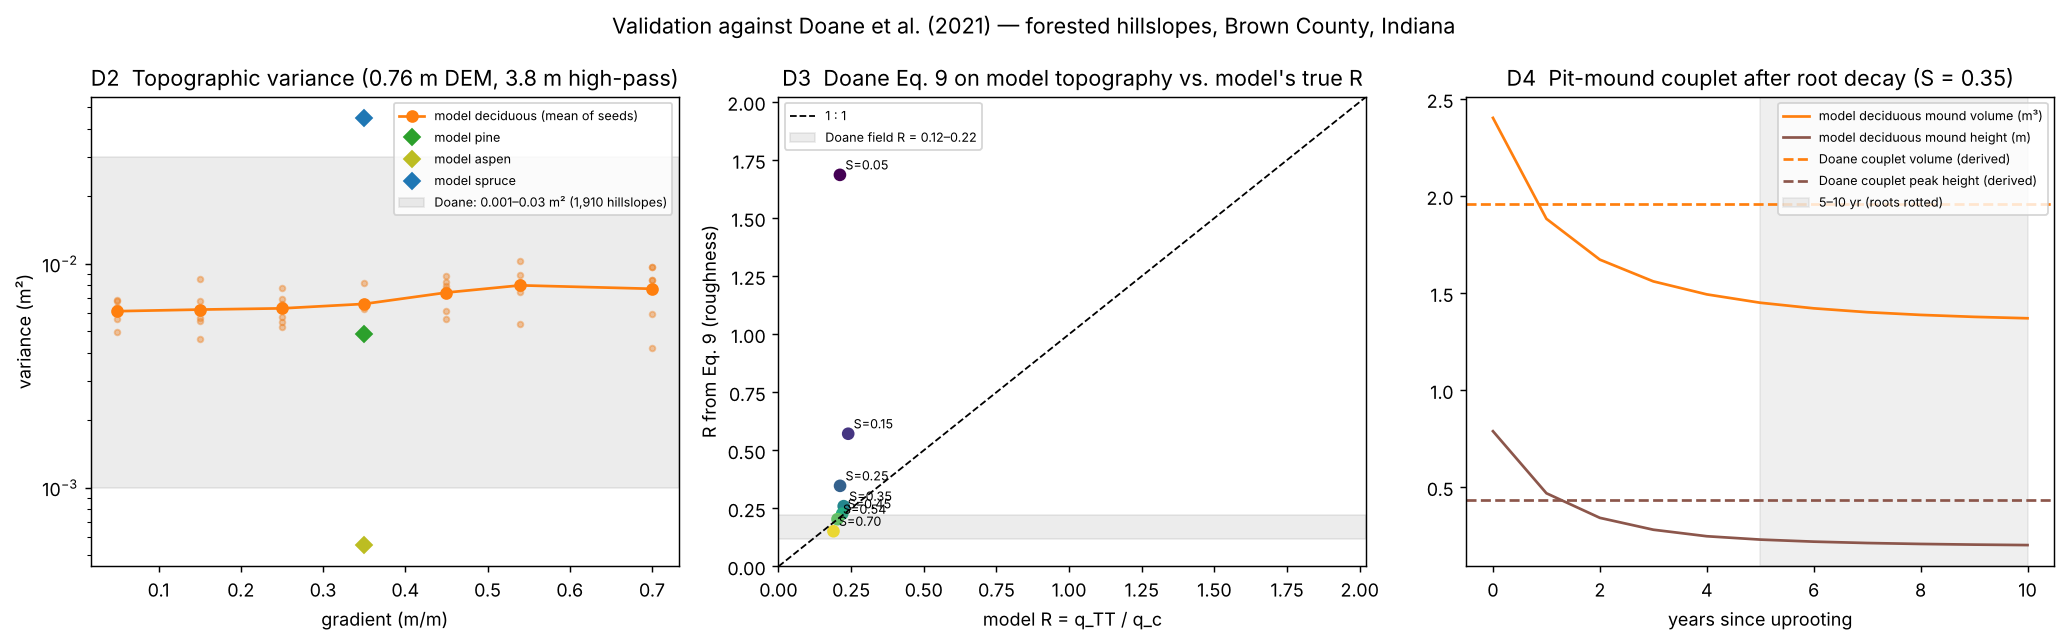 Validation against Doane et al. (2021) — forested hillslopes, Brown County, Indiana
D2  Topographic variance (0.76 m DEM, 3.8 m high-pass)
variance (m²)
10⁻²
10⁻³
model deciduous (mean of seeds)
model pine
model aspen
model spruce
Doane: 0.001–0.03 m² (1,910 hillslopes)
0.1 0.2 0.3 0.4 0.5 0.6 0.7
gradient (m/m)
D3  Doane Eq. 9 on model topography vs. model's true R
R from Eq. 9 (roughness)
2.00
1.75
1.50
1.25
1.00
0.75
0.50
0.25
0.00
1 : 1
Doane field R = 0.12–0.22
S=0.05
S=0.15
S=0.25
S=0.35
S=0.45
S=0.54
S=0.70
0.00 0.25 0.50 0.75 1.00 1.25 1.50 1.75 2.00
model R = q_TT / q_c
D4  Pit-mound couplet after root decay (S = 0.35)
2.5
2.0
1.5
1.0
0.5
model deciduous mound volume (m³)
model deciduous mound height (m)
Doane couplet volume (derived)
Doane couplet peak height (derived)
5–10 yr (roots rotted)
0 2 4 6 8 10
years since uprooting